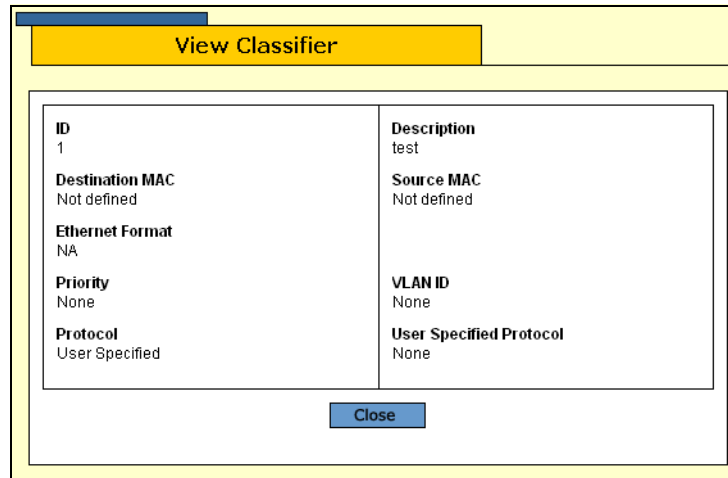 View Classifier
ID
1
Description
test
Destination MAC
Not defined
Source MAC
Not defined
Ethernet Format
NA
Priority
None
VLAN ID
None
Protocol
User Specified
User Specified Protocol
None
Close